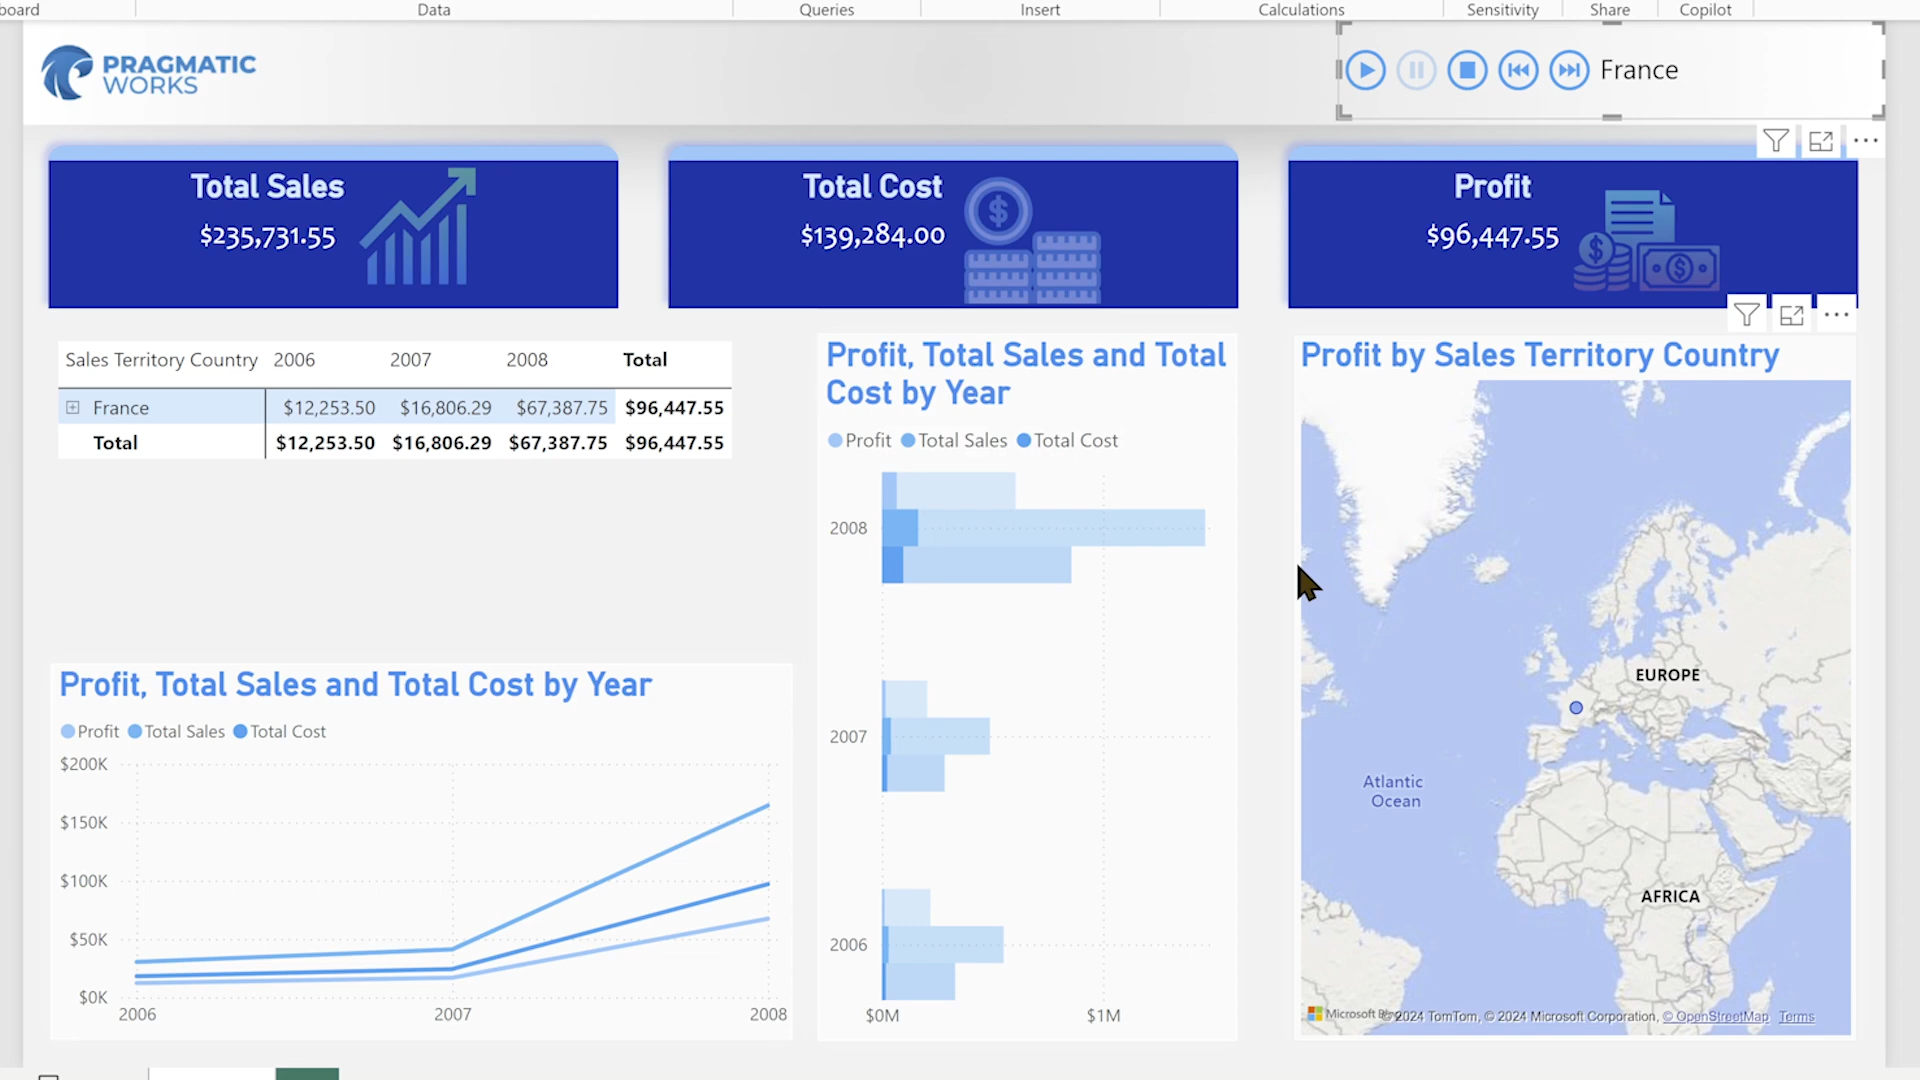 board
Data
Queries
Insert
Calculations
Sensitivity
Share
Copilot
PRAGMATIC
WORKS
France
Total Sales
$235,731.55
Total Cost
$139,284.00
Profit
$96,447.55
Sales Territory Country 2006 2007 2008 Total
France $12,253.50 $16,806.29 $67,387.75 $96,447.55
Total $12,253.50 $16,806.29 $67,387.75 $96,447.55
Profit, Total Sales and Total
Cost by Year
Profit Total Sales Total Cost
2008
2007
2006
$0M $1M
Profit by Sales Territory Country
EUROPE
Atlantic
Ocean
AFRICA
Microsoft
© 2024 TomTom, © 2024 Microsoft Corporation, © OpenStreetMap Terms
Profit, Total Sales and Total Cost by Year
Profit Total Sales Total Cost
$200K
$150K
$100K
$50K
$0K
2006 2007 2008